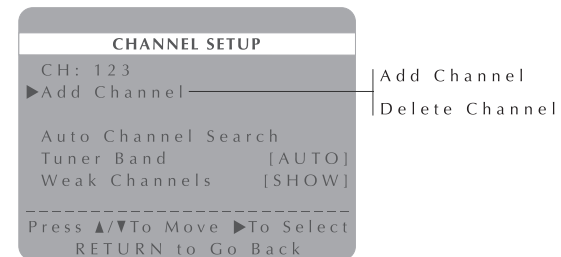 CHANNEL SETUP
CH: 123
▶Add Channel
Auto Channel Search
Tuner Band [AUTO]
Weak Channels [SHOW]
Press ▲/▼To Move ▶To Select
RETURN to Go Back
Add Channel
Delete Channel